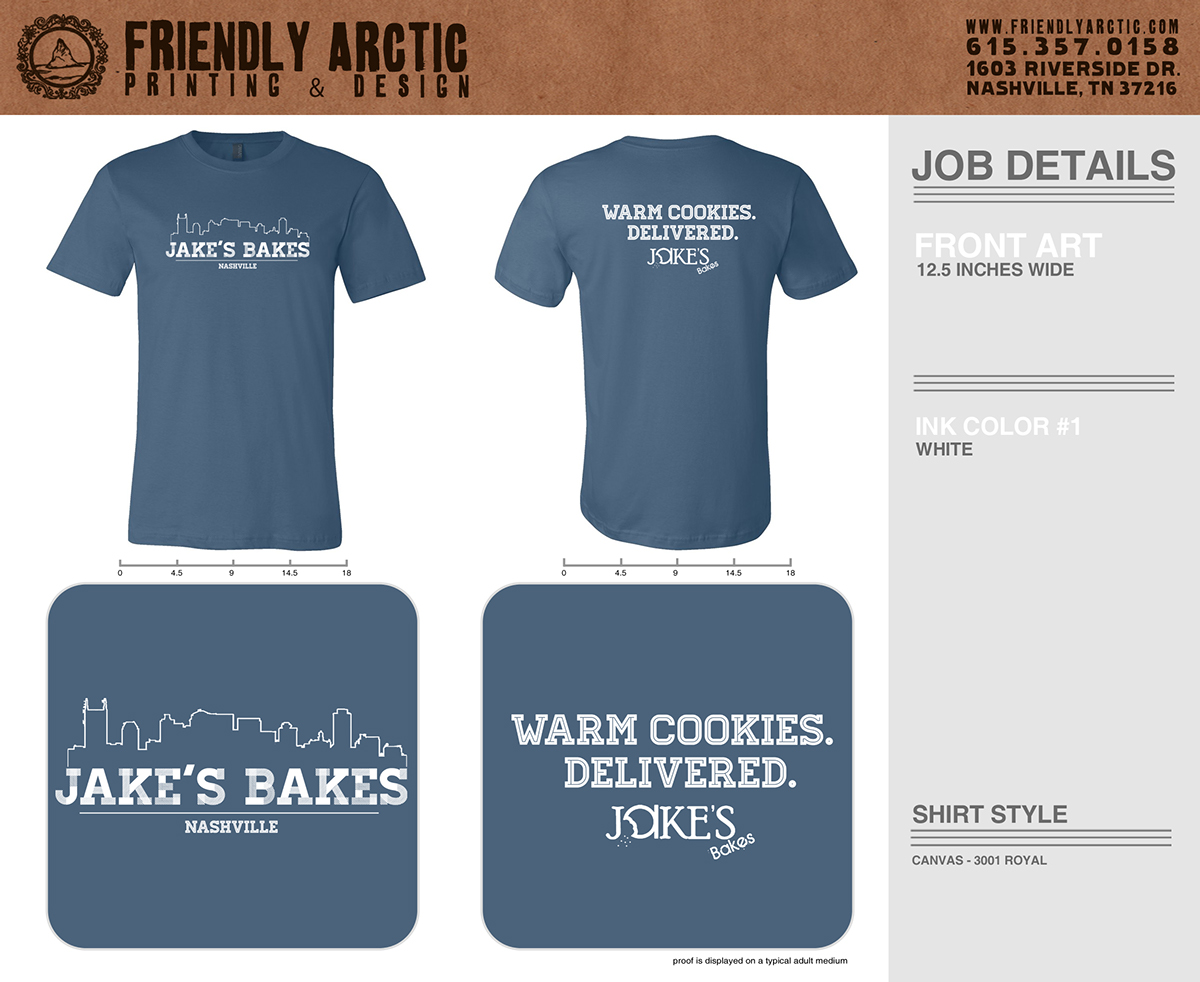 FRIENDLY ARCTIC
PRINTING & DESIGN
WWW.FRIENDLYARCTIC.COM
615.357.0158
1603 RIVERSIDE DR.
NASHVILLE, TN 37216
JAKE'S BAKES
NASHVILLE
WARM COOKIES.
DELIVERED.
JAKE'S
Bakes
0 4.5 9 14.5 18
0 4.5 9 14.5 18
JAKE'S BAKES
NASHVILLE
WARM COOKIES.
DELIVERED.
JAKE'S
Bakes
proof is displayed on a typical adult medium
JOB DETAILS
FRONT ART
12.5 INCHES WIDE
INK COLOR #1
WHITE
SHIRT STYLE
CANVAS - 3001 ROYAL